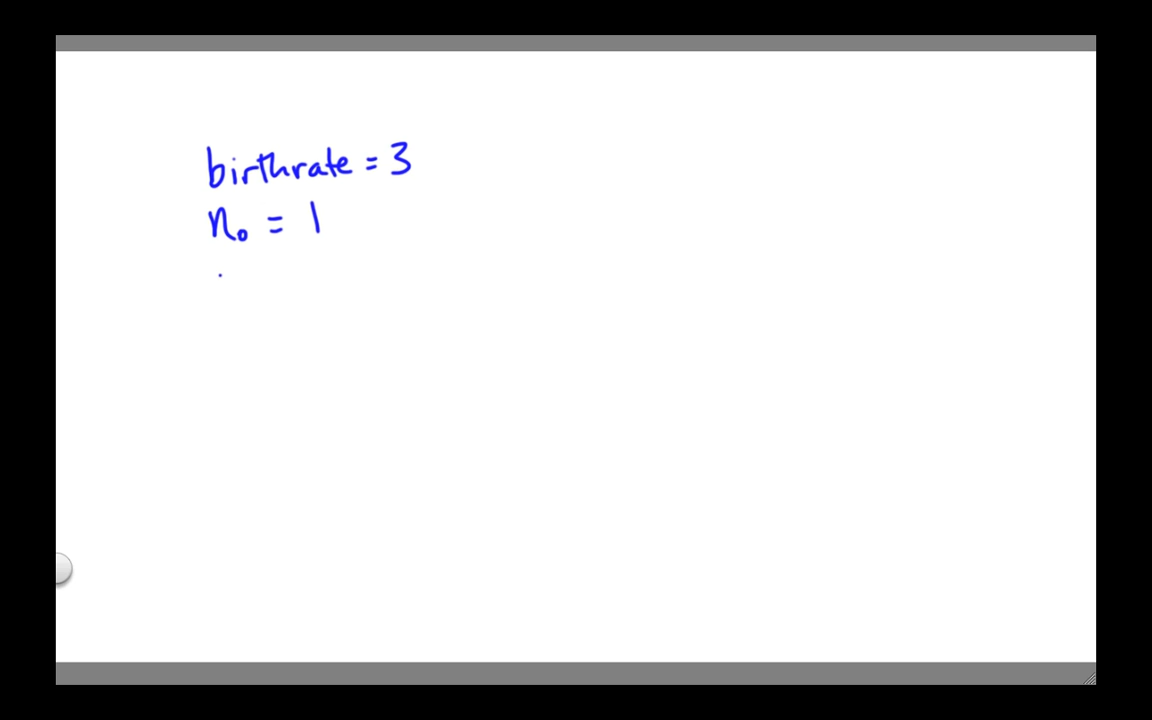 birthrate = 3
n₀ = 1